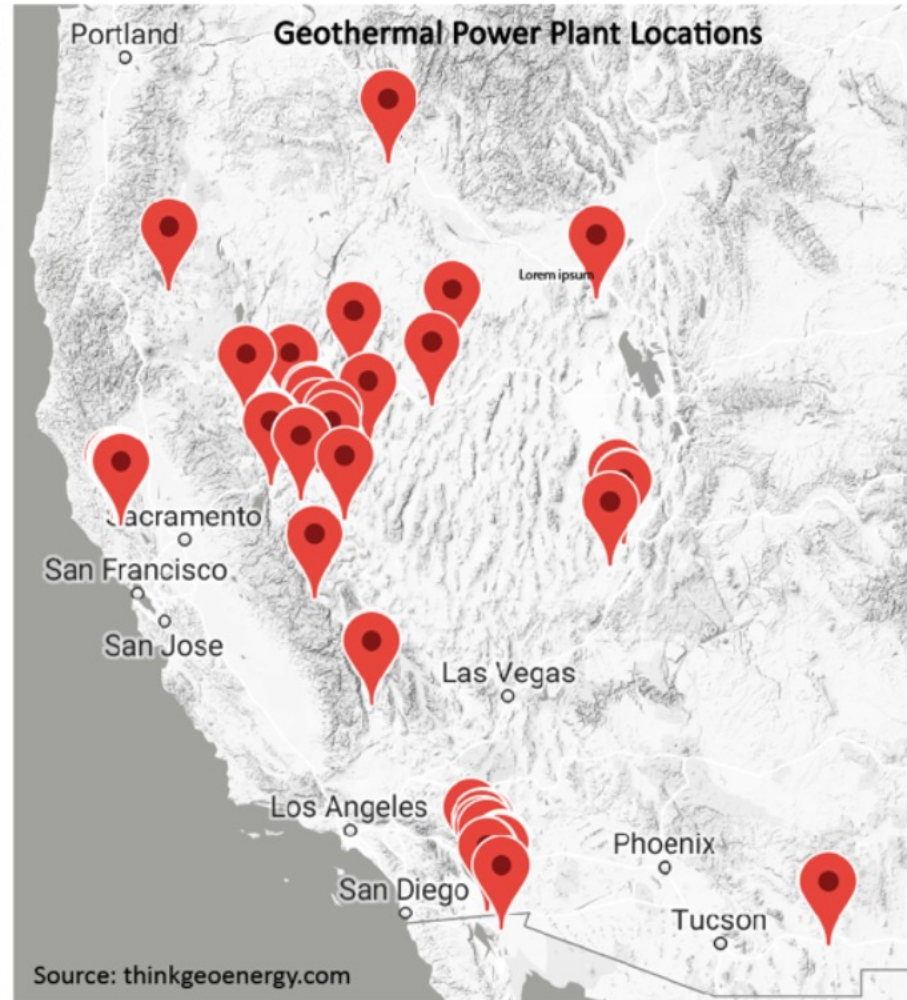 Geothermal Power Plant Locations
Portland
Lorem ipsum
Sacramento
San Francisco
San Jose
Las Vegas
Los Angeles
Phoenix
San Diego
Tucson
Source: thinkgeoenergy.com